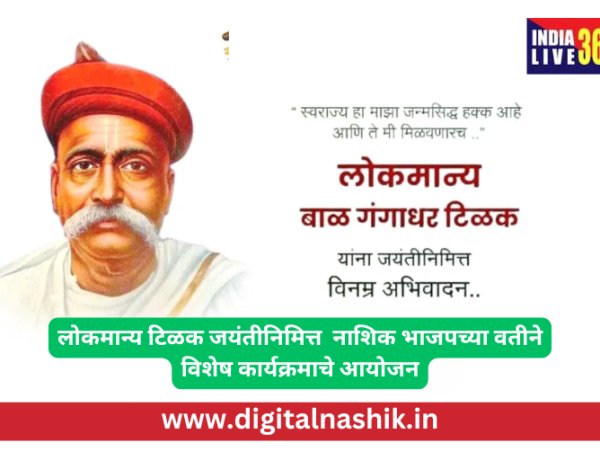 INDIA
LIVE 36
“ स्वराज्य हा माझा जन्मसिद्ध हक्क आहे
आणि ते मी मिळवणारच ..”
लोकमान्य
बाळ गंगाधर टिळक
यांना जयंतीनिमित्त
विनम्र अभिवादन..
लोकमान्य टिळक जयंतीनिमित्त नाशिक भाजपच्या वतीने
विशेष कार्यक्रमाचे आयोजन
www.digitalnashik.in